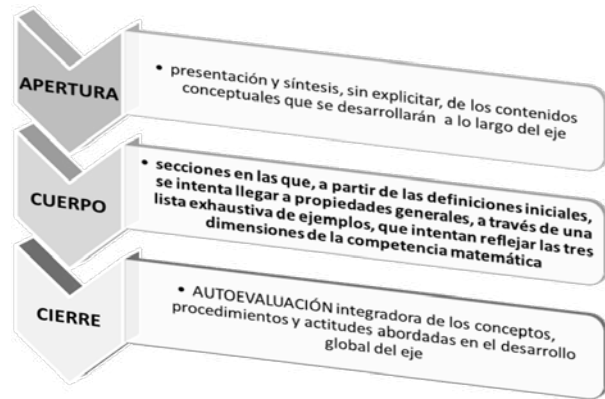 APERTURA
• presentación y síntesis, sin explicitar, de los contenidos
conceptuales que se desarrollarán a lo largo del eje
CUERPO
• secciones en las que, a partir de las definiciones iniciales,
se intenta llegar a propiedades generales, a través de una
lista exhaustiva de ejemplos, que intentan reflejar las tres
dimensiones de la competencia matemática
CIERRE
• AUTOEVALUACIÓN integradora de los conceptos,
procedimientos y actitudes abordadas en el desarrollo
global del eje